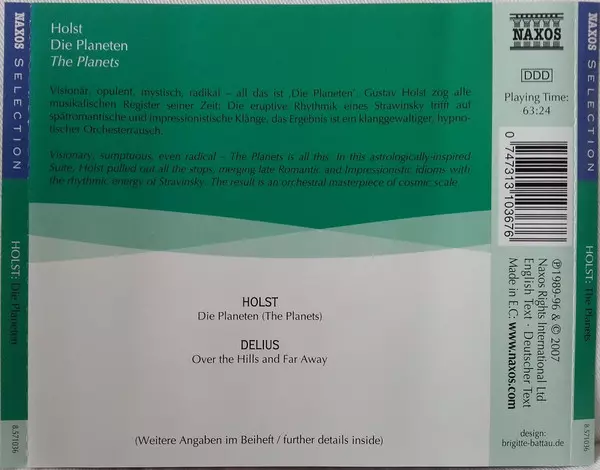 NAXOS SELECTION
HOLST: Die Planeten
8.571036
Holst
Die Planeten
The Planets
Visionär, opulent, mystisch, radikal – all das ist ‚Die Planeten'. Gustav Holst zog alle
musikalischen Register seiner Zeit: Die eruptive Rhythmik eines Strawinsky trifft auf
spätromantische und impressionistische Klänge, das Ergebnis ist ein klanggewaltiger, hypno-
tischer Orchesterrausch.
Visionary, sumptuous, even radical – The Planets is all this. In this astrologically-inspired
Suite, Holst pulled out all the stops, merging late Romantic and Impressionistic idioms with
the rhythmic energy of Stravinsky. The result is an orchestral masterpiece of cosmic scale
HOLST
Die Planeten (The Planets)
DELIUS
Over the Hills and Far Away
(Weitere Angaben im Beiheft / further details inside)
NAXOS
DDD
Playing Time:
63:24
0 747313 103676
℗ 1989-96 & © 2007
Naxos Rights International Ltd
English Text · Deutscher Text
Made in E.C. www.naxos.com
design:
brigitte-battau.de
NAXOS SELECTION
HOLST: The Planets
8.571036